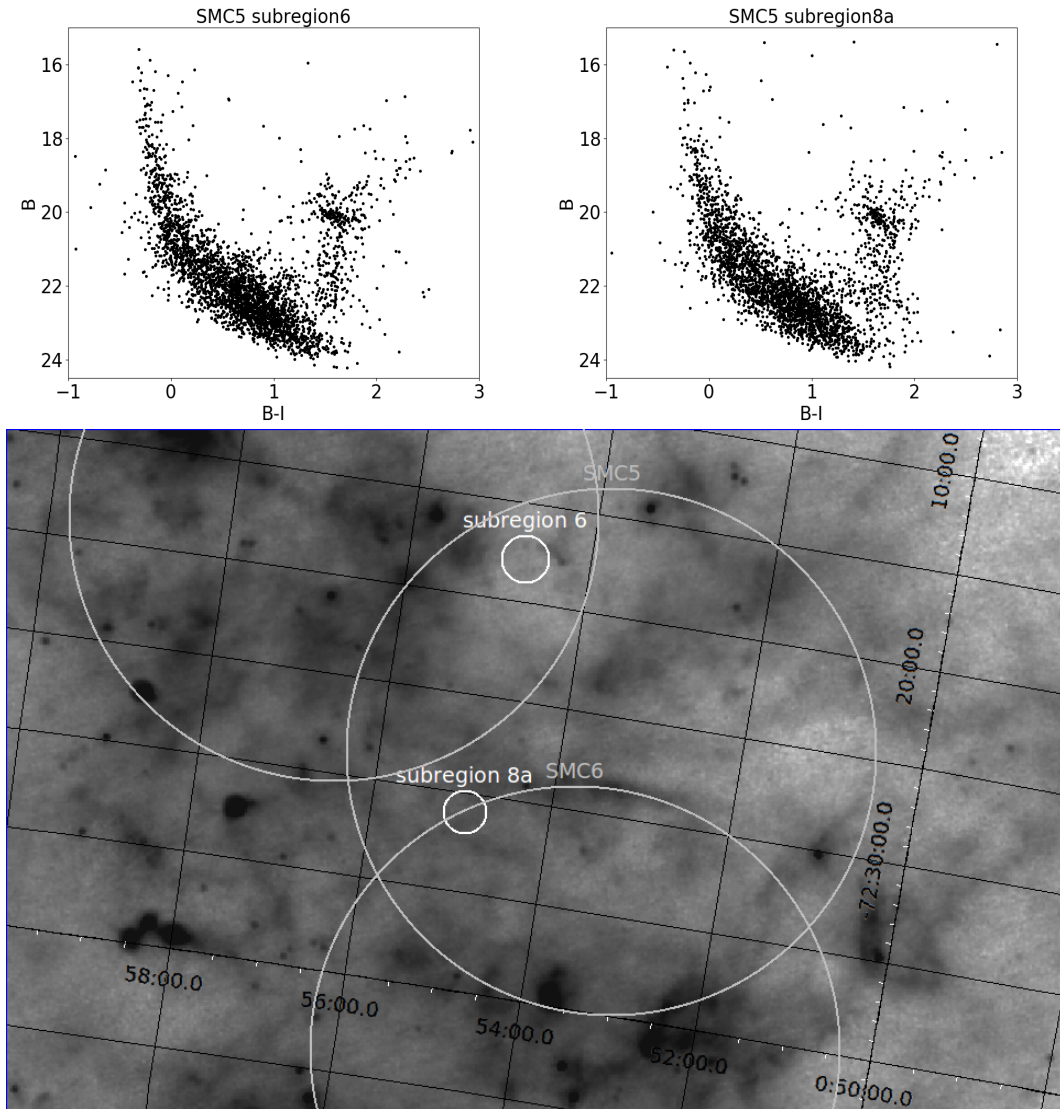 SMC5 subregion6
16
18
20
22
24
B
−1
0
1
2
3
B-I
SMC5 subregion8a
16
18
20
22
24
B
−1
0
1
2
3
B-I
SMC5
subregion 6
10:00.0
20:00.0
subregion 8a
SMC6
-72:30:00.0
58:00.0
56:00.0
54:00.0
52:00.0
0:50:00.0